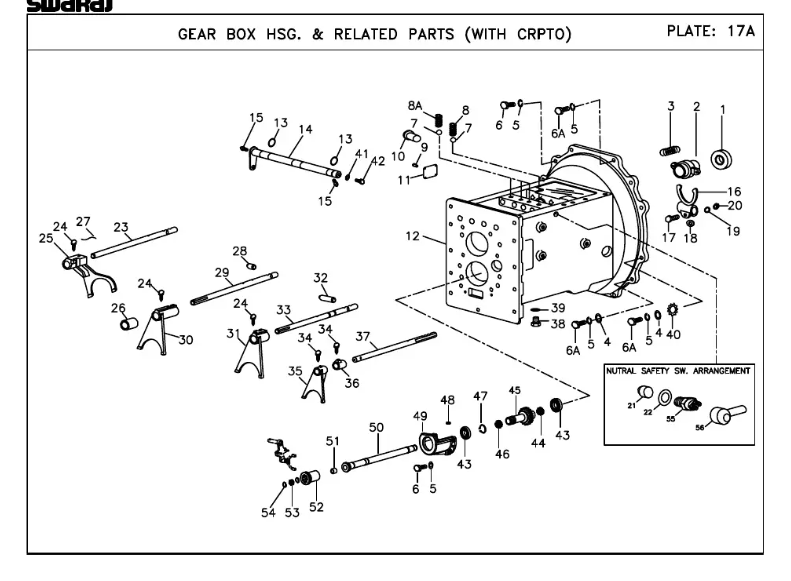 SWARAJ
GEAR BOX HSG. & RELATED PARTS (WITH CRPTO)
PLATE: 17A
8A 8 7 7 6 5 6A 5 3 2 1
15 13 14 13 41 42 15
10 9 11
16 20 17 18 19
24 27 23 25
12
28 29 24 26 30
32 33 24 31
34 34 37 35 36
39 38 6A 5 4 6A 5 4 40
NUTRAL SAFETY SW. ARRANGEMENT
21 22 55 56
48 47 45 49 43 46 44 43
50 51 6 5
54 53 52